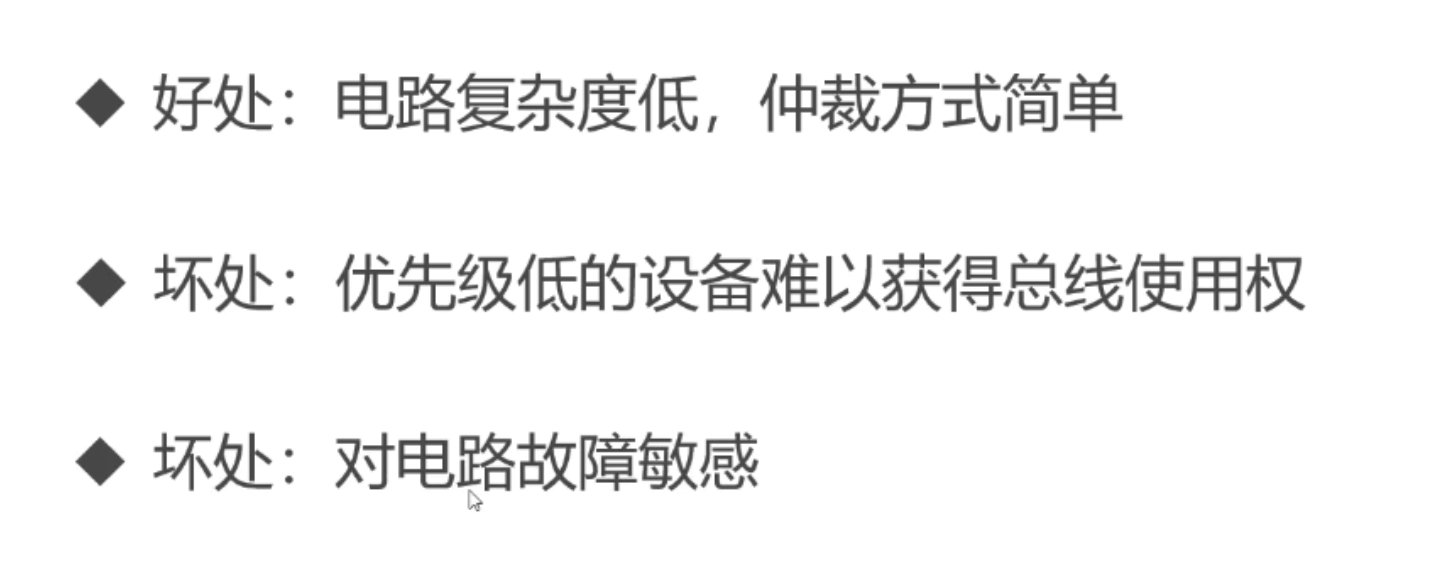 ◆ 好处：电路复杂度低，仲裁方式简单
◆ 坏处：优先级低的设备难以获得总线使用权
◆ 坏处：对电路故障敏感